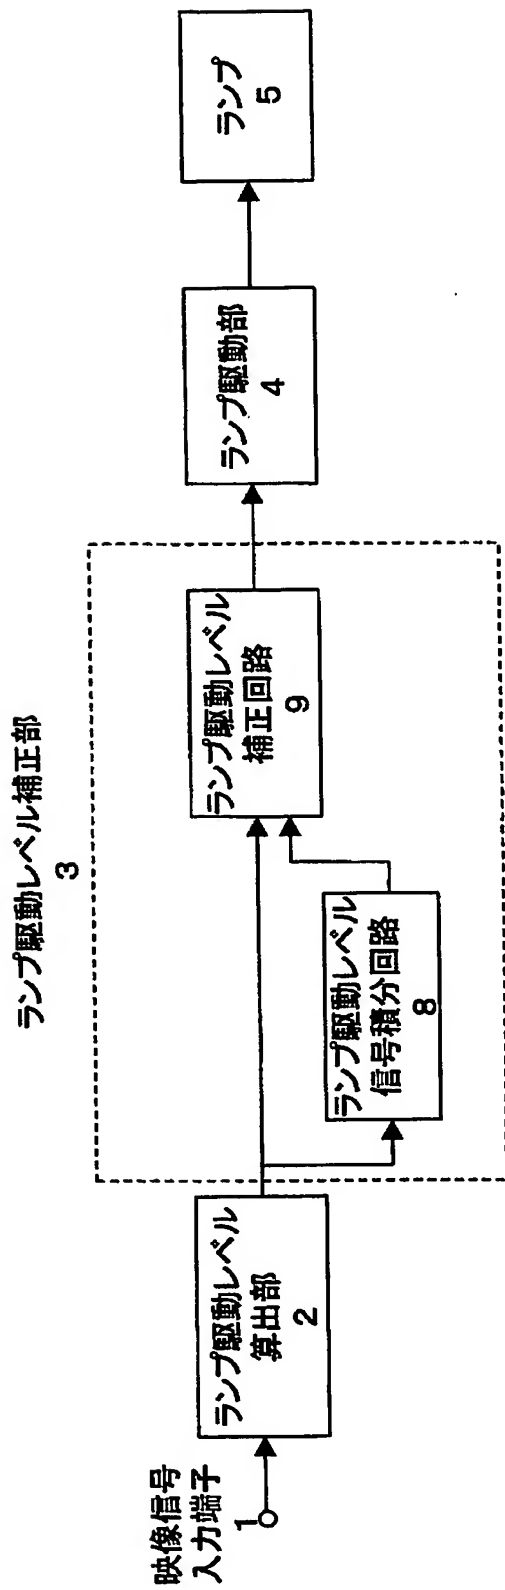 映像信号
入力端子
1
ランプ駆動レベル
算出部
2
ランプ駆動レベル補正部
3
ランプ駆動レベル
信号積分回路
8
ランプ駆動レベル
補正回路
9
ランプ駆動部
4
ランプ
5